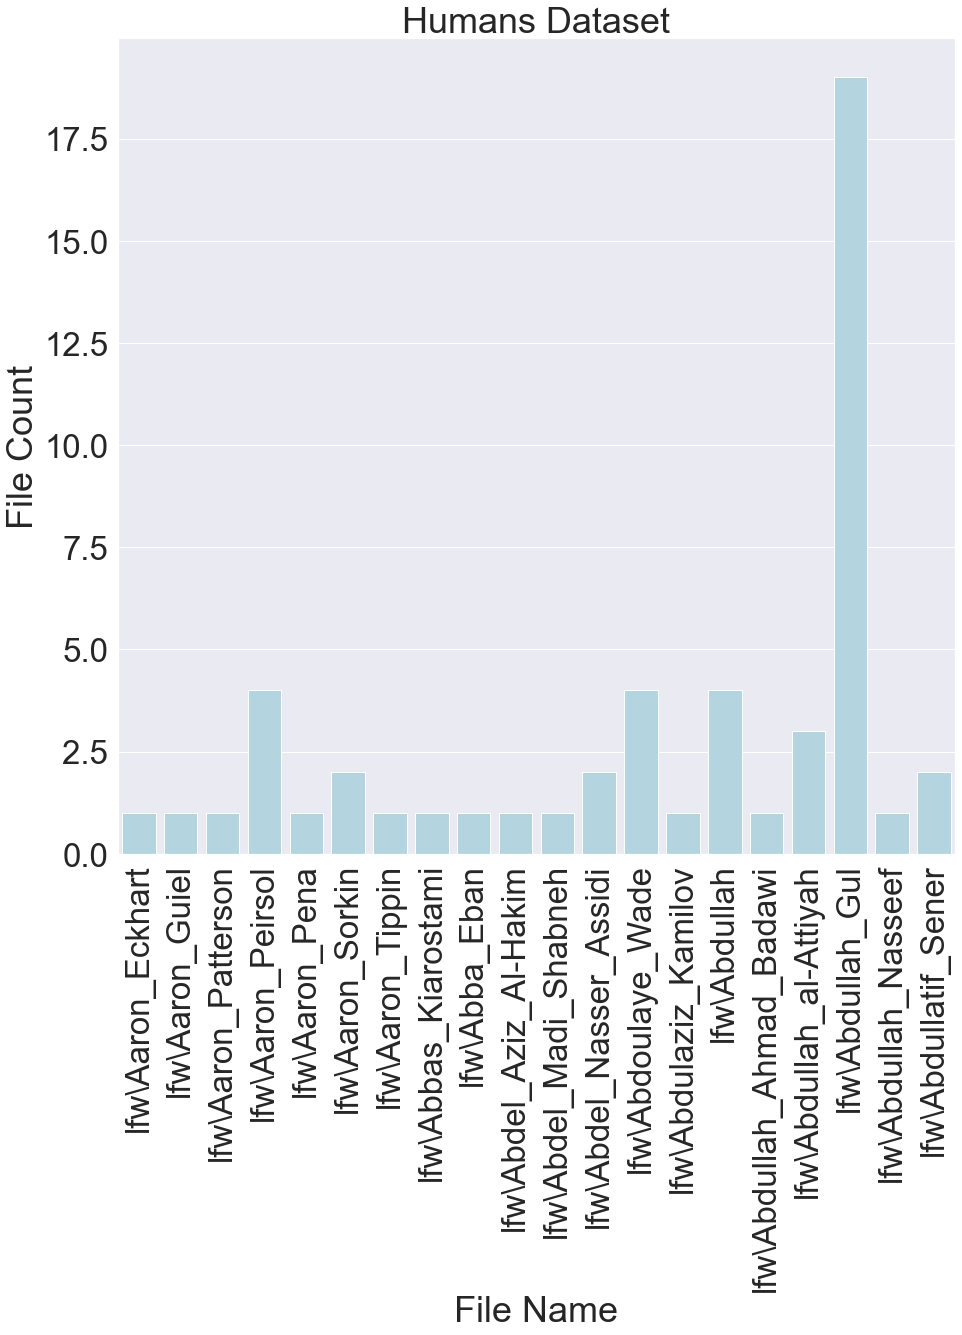 Humans Dataset
17.5
15.0
12.5
10.0
7.5
5.0
2.5
0.0
File Count
lfw\Aaron_Eckhart
lfw\Aaron_Guiel
lfw\Aaron_Patterson
lfw\Aaron_Peirsol
lfw\Aaron_Pena
lfw\Aaron_Sorkin
lfw\Aaron_Tippin
lfw\Abbas_Kiarostami
lfw\Abba_Eban
lfw\Abdel_Aziz_Al-Hakim
lfw\Abdel_Madi_Shabneh
lfw\Abdel_Nasser_Assidi
lfw\Abdoulaye_Wade
lfw\Abdulaziz_Kamilov
lfw\Abdullah
lfw\Abdullah_Ahmad_Badawi
lfw\Abdullah_al-Attiyah
lfw\Abdullah_Gul
lfw\Abdullah_Nasseef
lfw\Abdullatif_Sener
File Name